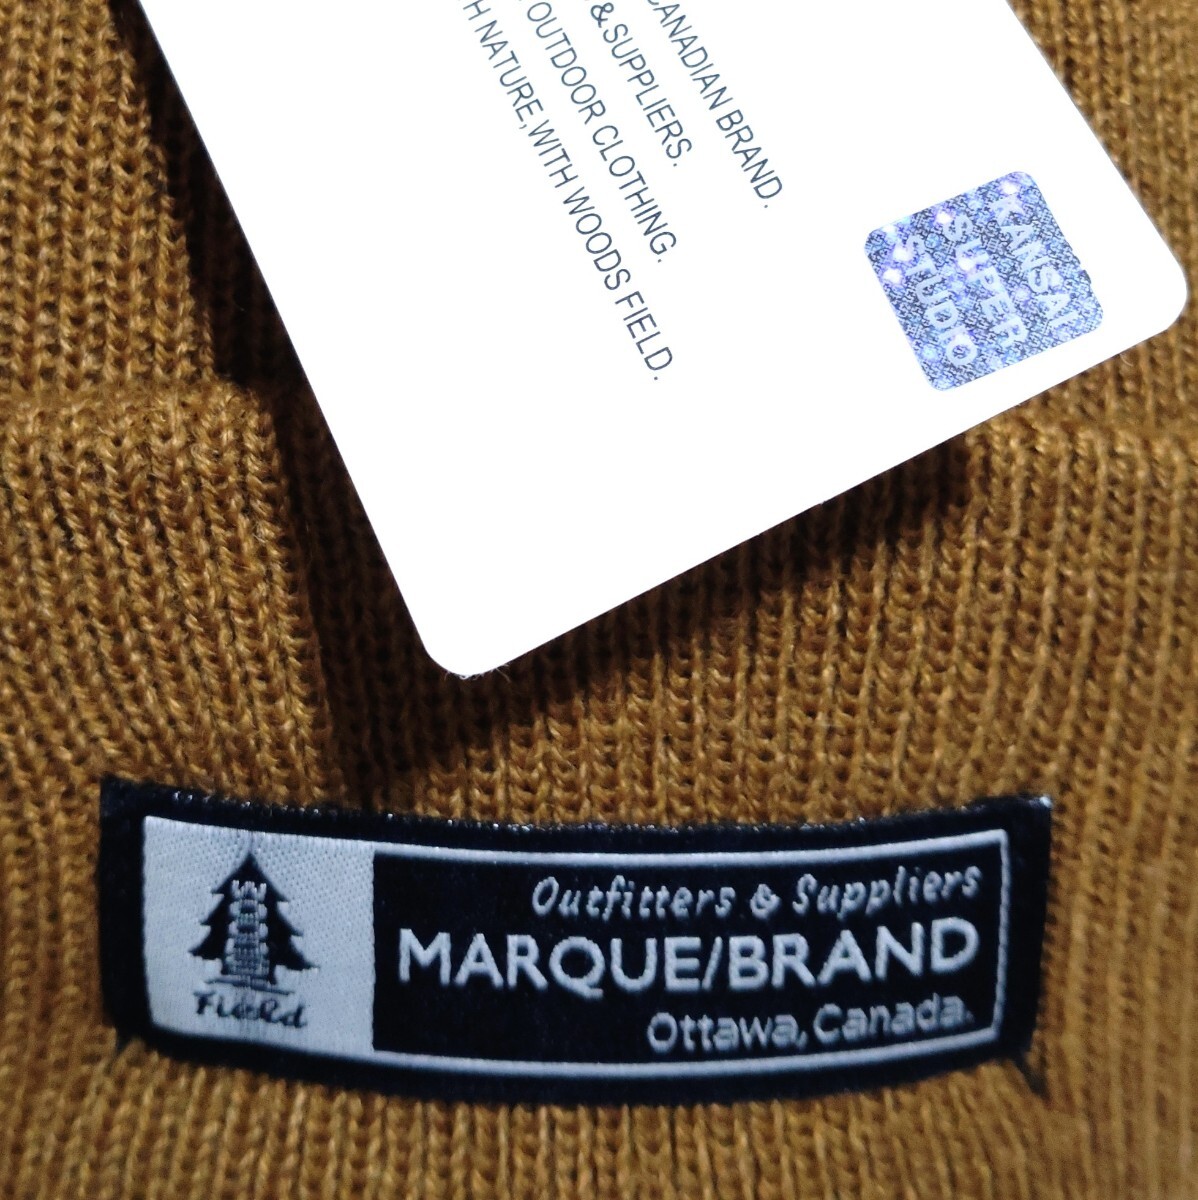 CANADIAN BRAND.
&SUPPLIERS.
OUTDOOR CLOTHING.
H NATURE,WITH WOODS FIELD.
KANSAI
SUPER
STUDIO
Field
Outfitters & Suppliers
MARQUE/BRAND
Ottawa, Canada.